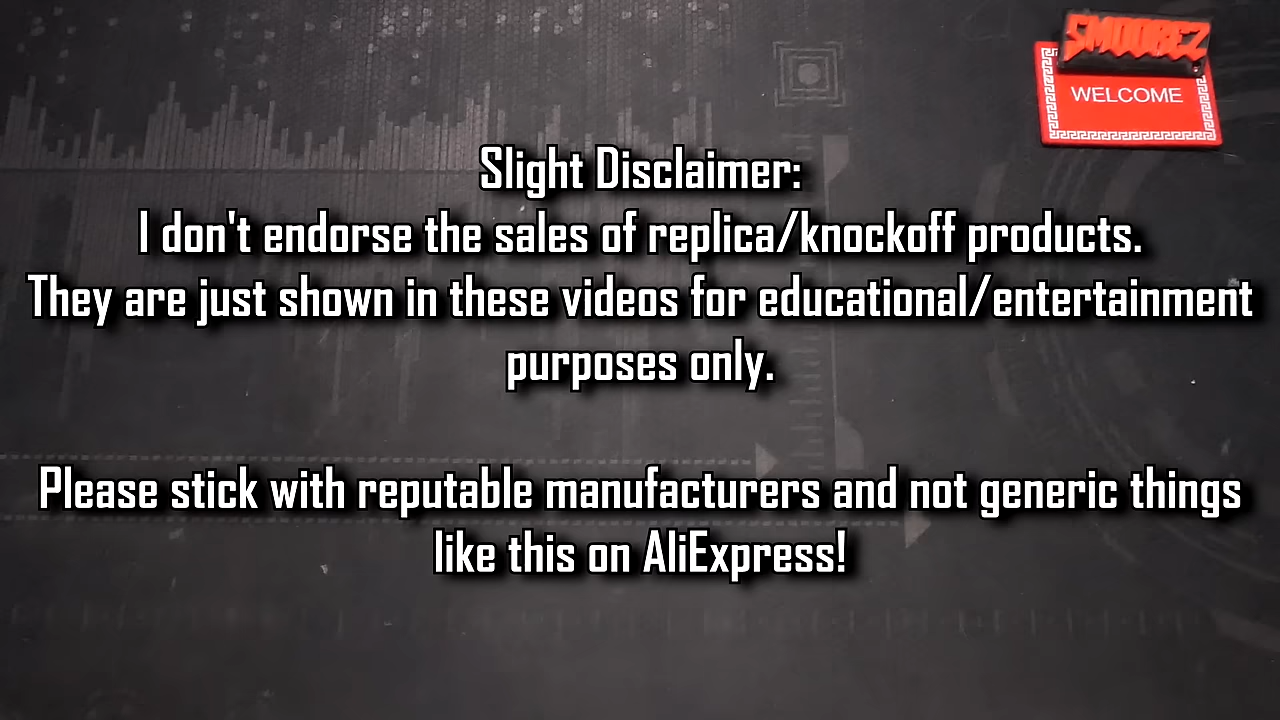 SMOOREZ
WELCOME
Slight Disclaimer:
I don't endorse the sales of replica/knockoff products.
They are just shown in these videos for educational/entertainment
purposes only.
Please stick with reputable manufacturers and not generic things
like this on AliExpress!